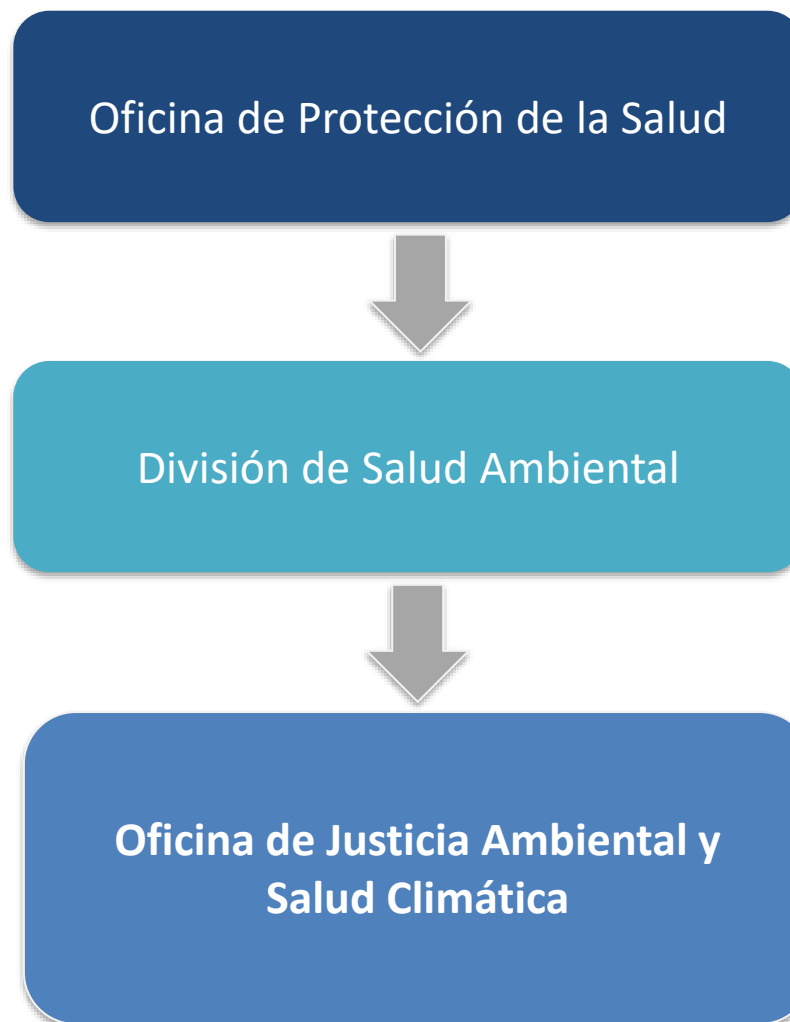 Oficina de Protección de la Salud
División de Salud Ambiental
Oficina de Justicia Ambiental y
Salud Climática